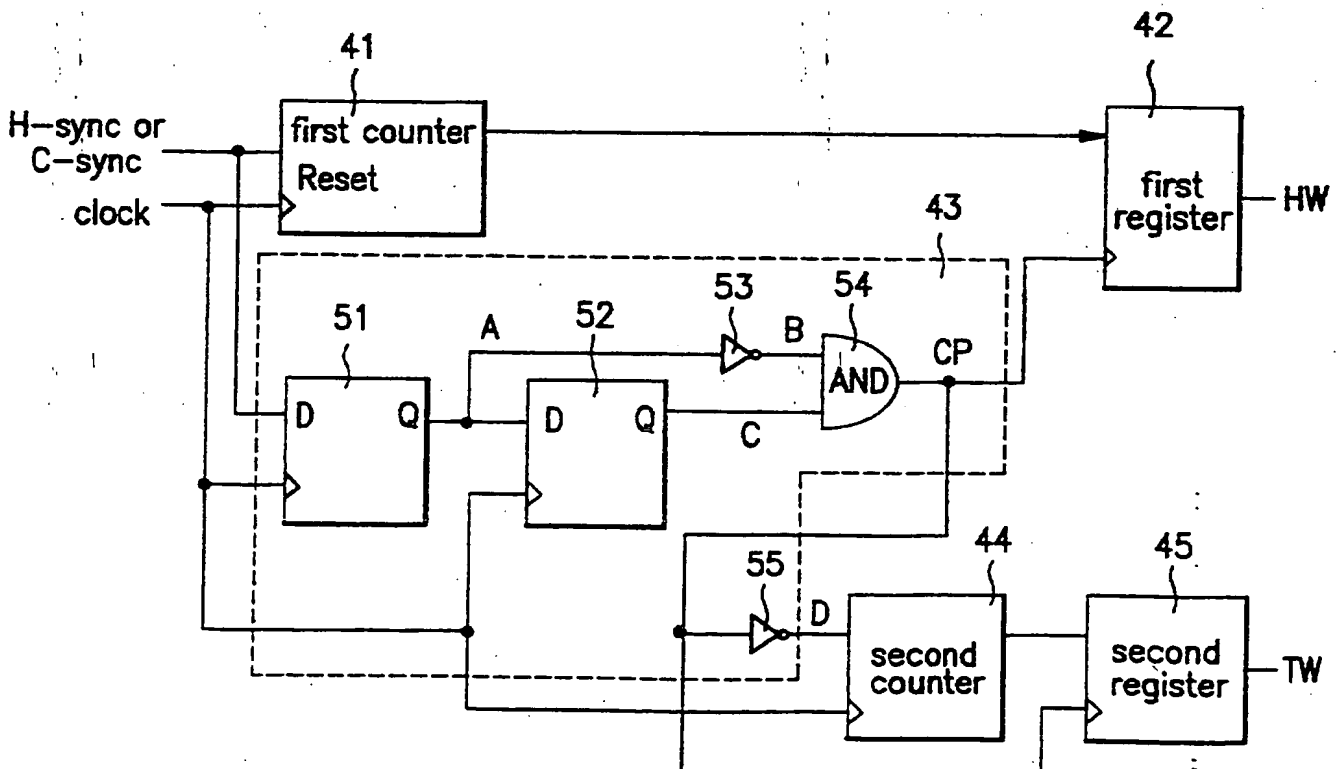 41
42
H-sync or
C-sync
clock
first counter
Reset
first
register
HW
43
51
A
52
53
B
54
AND
CP
D
Q
D
Q
C
55
D
44
second
counter
45
second
register
TW